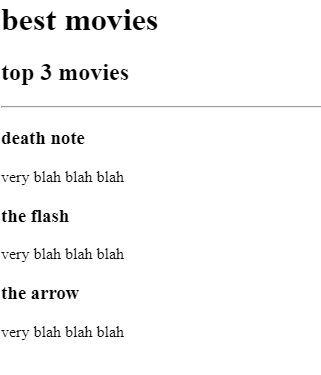 best movies
top 3 movies
death note
very blah blah blah
the flash
very blah blah blah
the arrow
very blah blah blah